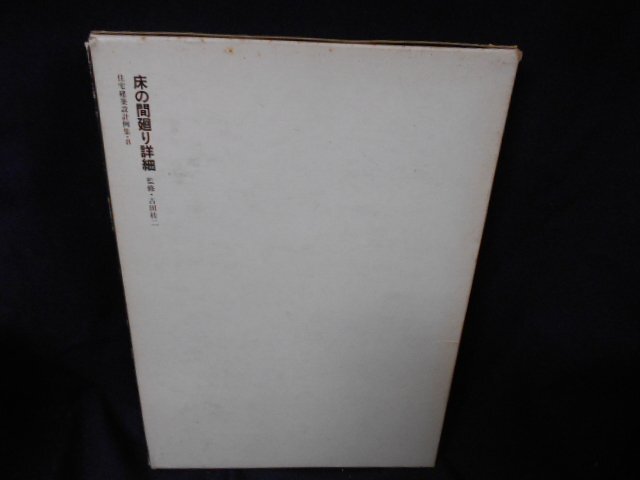 床の間廻り詳細 監修・吉田桂二
住宅建築設計例集・8